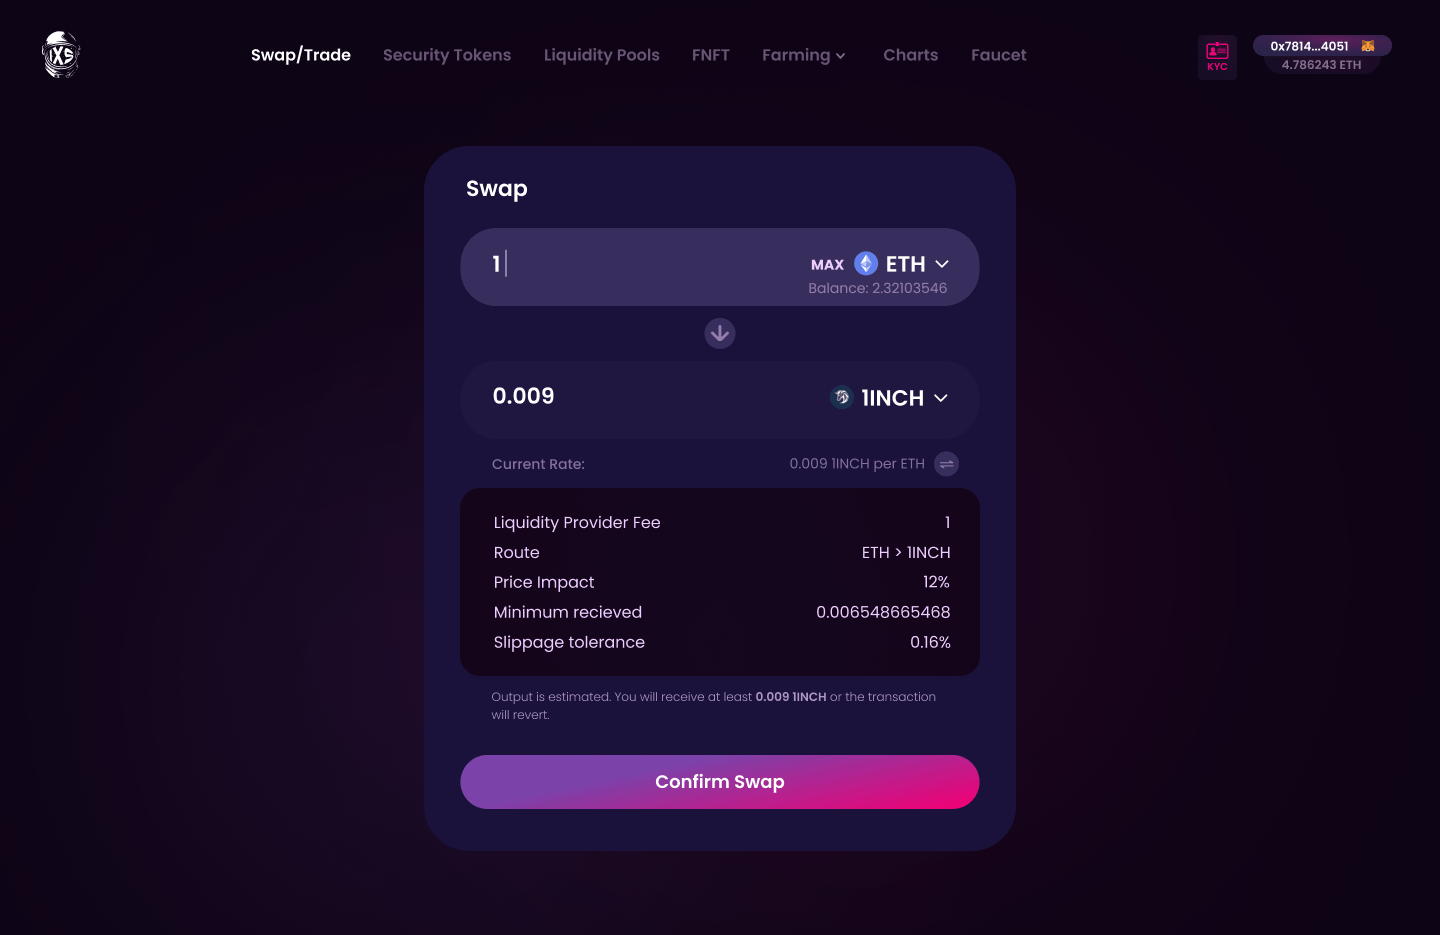 IXS
Swap/Trade Security Tokens Liquidity Pools FNFT Farming Charts Faucet
KYC
0x7814...4051
4.786243 ETH
Swap
1 MAX ETH
Balance: 2.32103546
0.009 1INCH
Current Rate: 0.009 1INCH per ETH
Liquidity Provider Fee 1
Route ETH > 1INCH
Price Impact 12%
Minimum recieved 0.006548665468
Slippage tolerance 0.16%
Output is estimated. You will receive at least 0.009 1INCH or the transaction
will revert.
Confirm Swap